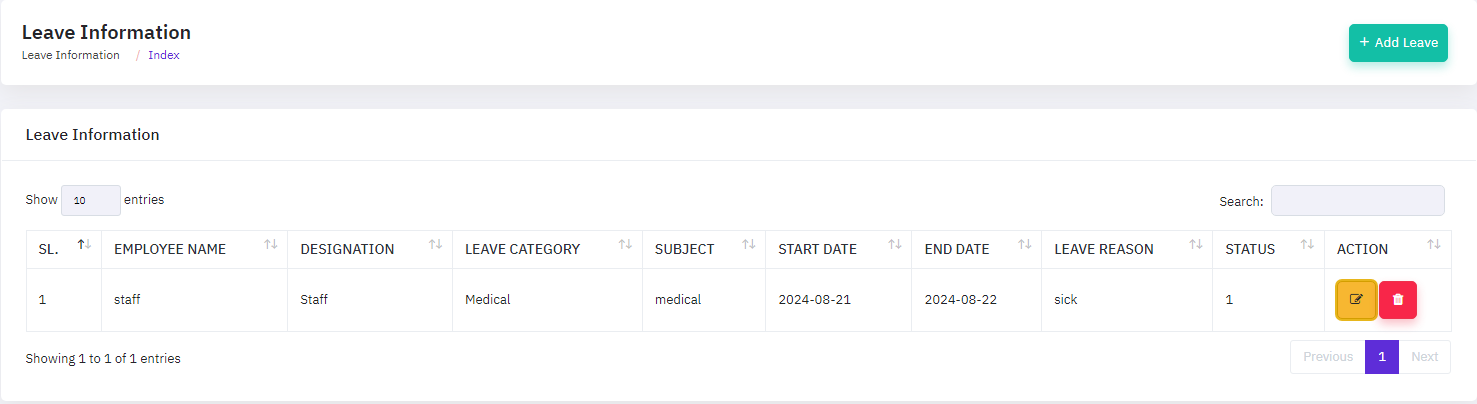 Leave Information
Leave Information / Index
+ Add Leave
Leave Information
Show 10 entries
Search:
SL. EMPLOYEE NAME DESIGNATION LEAVE CATEGORY SUBJECT START DATE END DATE LEAVE REASON STATUS ACTION
1 staff Staff Medical medical 2024-08-21 2024-08-22 sick 1
Showing 1 to 1 of 1 entries
Previous 1 Next